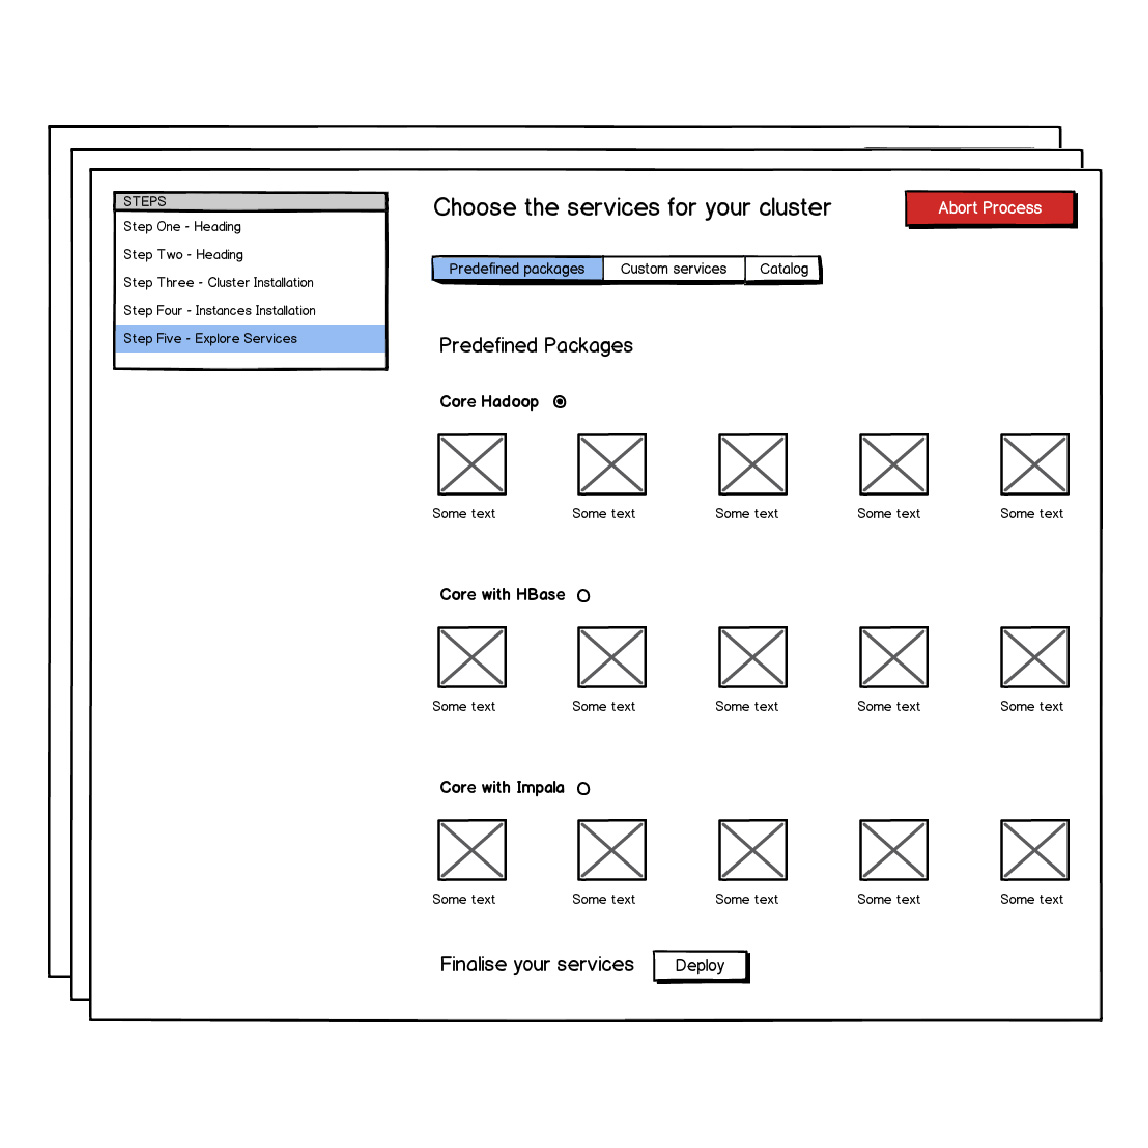 STEPS
Step One - Heading
Step Two - Heading
Step Three - Cluster Installation
Step Four - Instances Installation
Step Five - Explore Services
Choose the services for your cluster
Abort Process
Predefined packages Custom services Catalog
Predefined Packages
Core Hadoop
Some text Some text Some text Some text Some text
Core with HBase
Some text Some text Some text Some text Some text
Core with Impala
Some text Some text Some text Some text Some text
Finalise your services Deploy